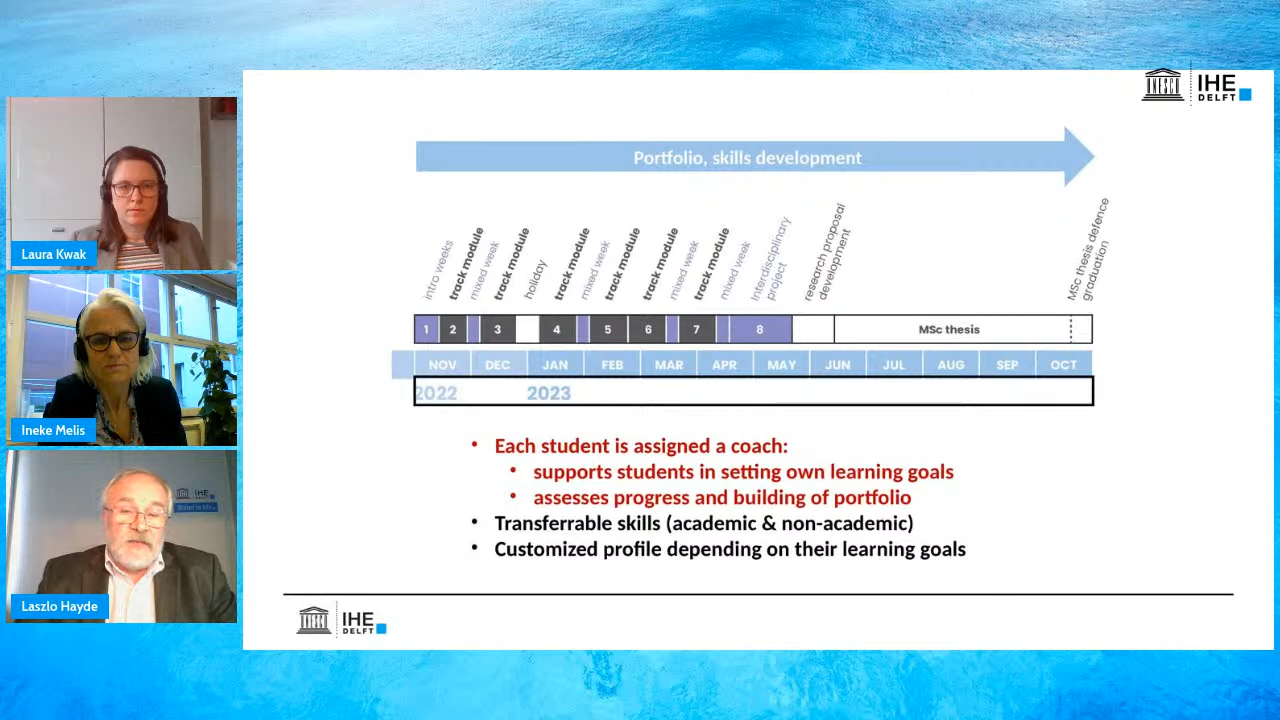 UNESCO
IHE
DELFT
Portfolio, skills development
intro weeks
track module
mixed week
track module
holiday
track module
mixed week
track module
track module
mixed week
track module
mixed week
Interdisciplinary
project
research proposal
development
MSc thesis defence
graduation
1 2 3 4 5 6 7 8 MSc thesis
NOV DEC JAN FEB MAR APR MAY JUN JUL AUG SEP OCT
2022 2023
• Each student is assigned a coach:
• supports students in setting own learning goals
• assesses progress and building of portfolio
• Transferrable skills (academic & non-academic)
• Customized profile depending on their learning goals
IHE
DELFT
Laura Kwak
Ineke Melis
IHE
Laszlo Hayde